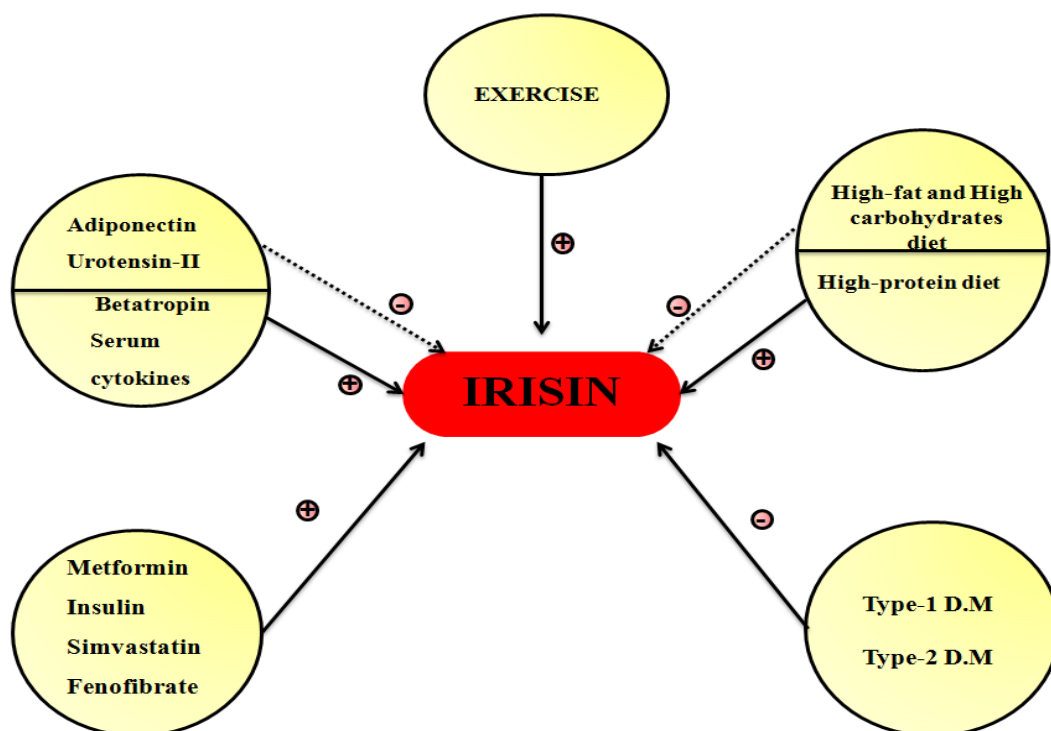 EXERCISE
Adiponectin
Urotensin-II
Betatropin
Serum
cytokines
High-fat and High
carbohydrates
diet
High-protein diet
+
-
+
-
+
IRISIN
+
-
Metformin
Insulin
Simvastatin
Fenofibrate
Type-1 D.M
Type-2 D.M